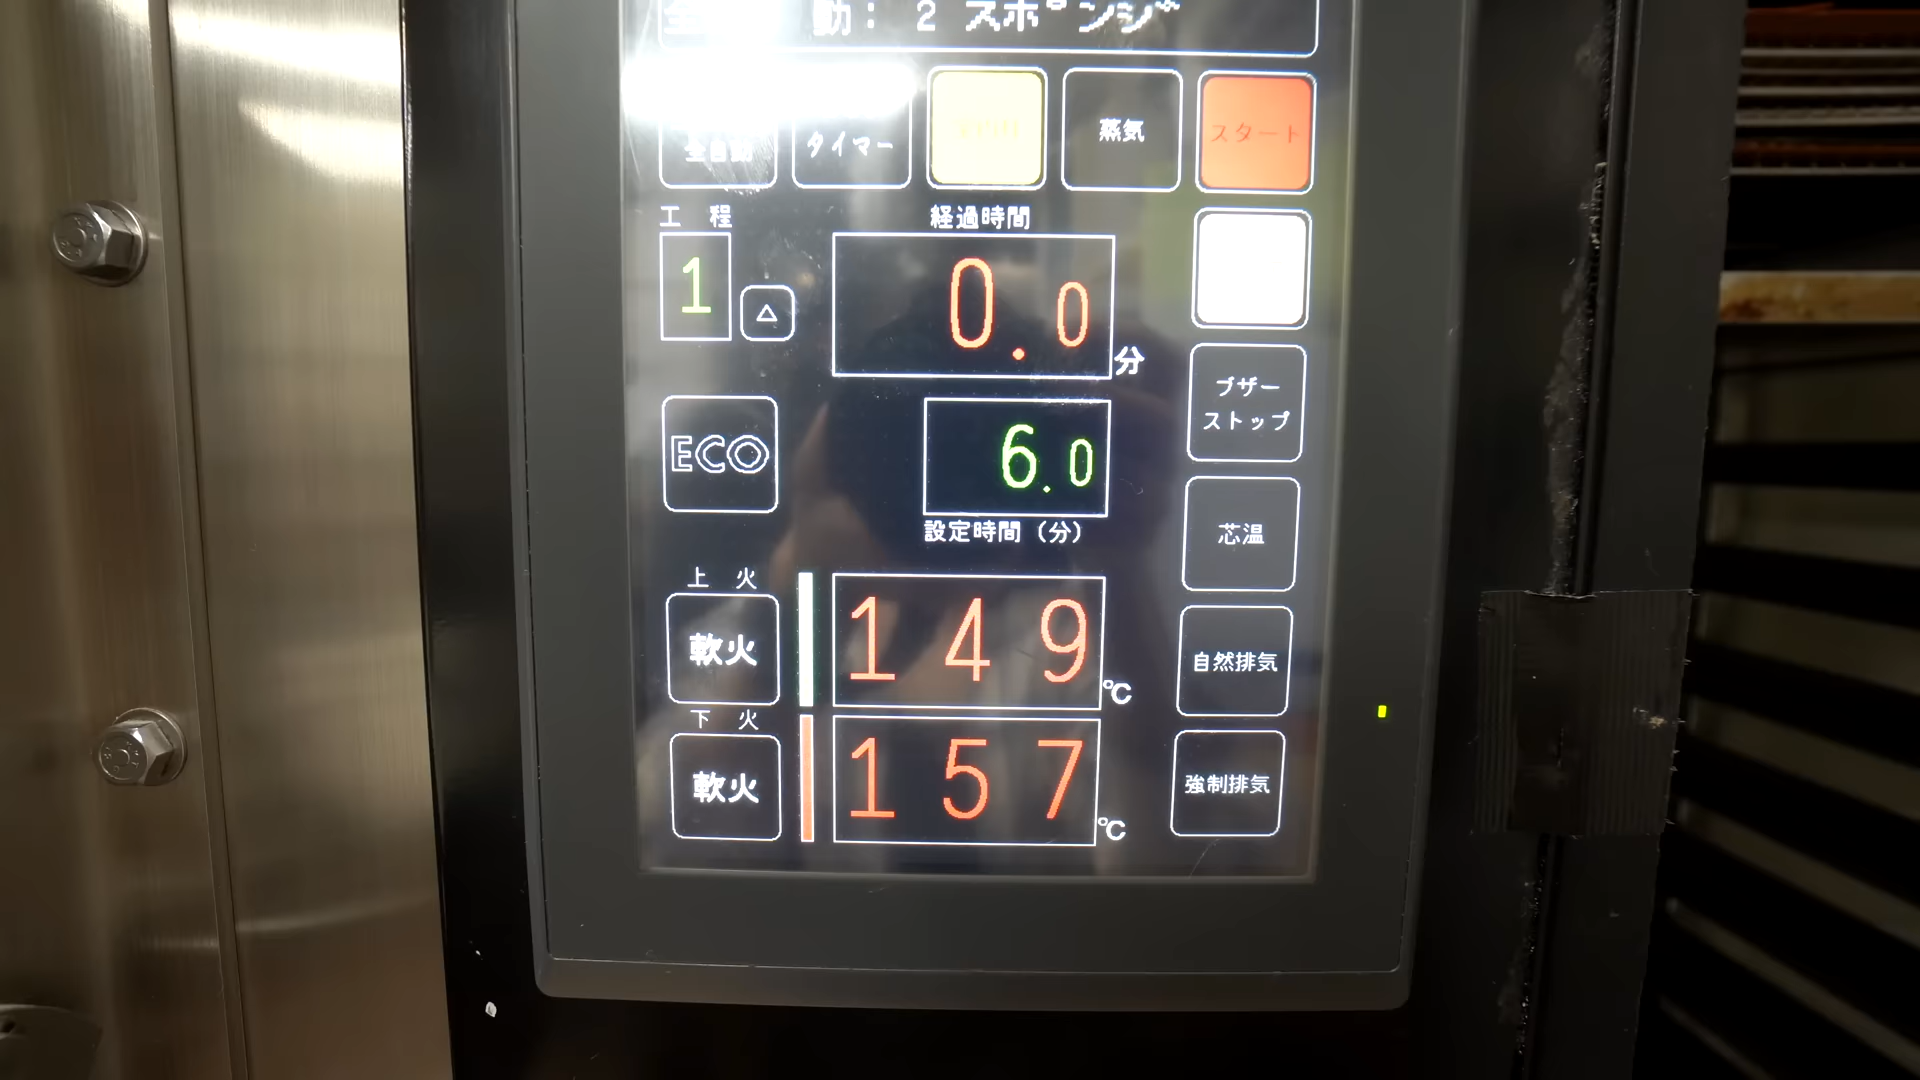 動: 2 スポンジ
全自動 タイマー 蒸気 スタート
工 程 経過時間
1 △ 0.0 分
ブザー
ストップ
ECO 6.0
設定時間 (分)
芯温
上 火
軟火 149 ℃ 自然排気
下 火
軟火 157 ℃ 強制排気